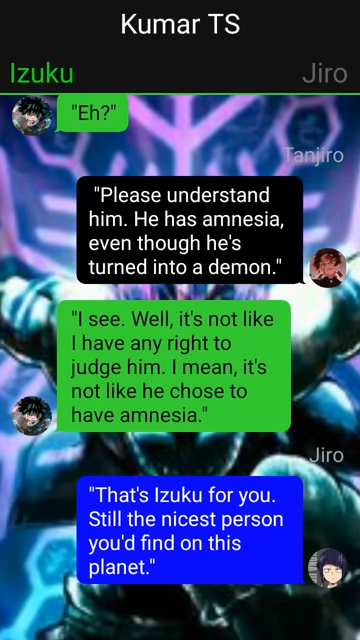 Kumar TS
Izuku
Jiro
"Eh?"
Tanjiro
"Please understand
him. He has amnesia,
even though he's
turned into a demon."
"I see. Well, it's not like
I have any right to
judge him. I mean, it's
not like he chose to
have amnesia."
Jiro
"That's Izuku for you.
Still the nicest person
you'd find on this
planet."